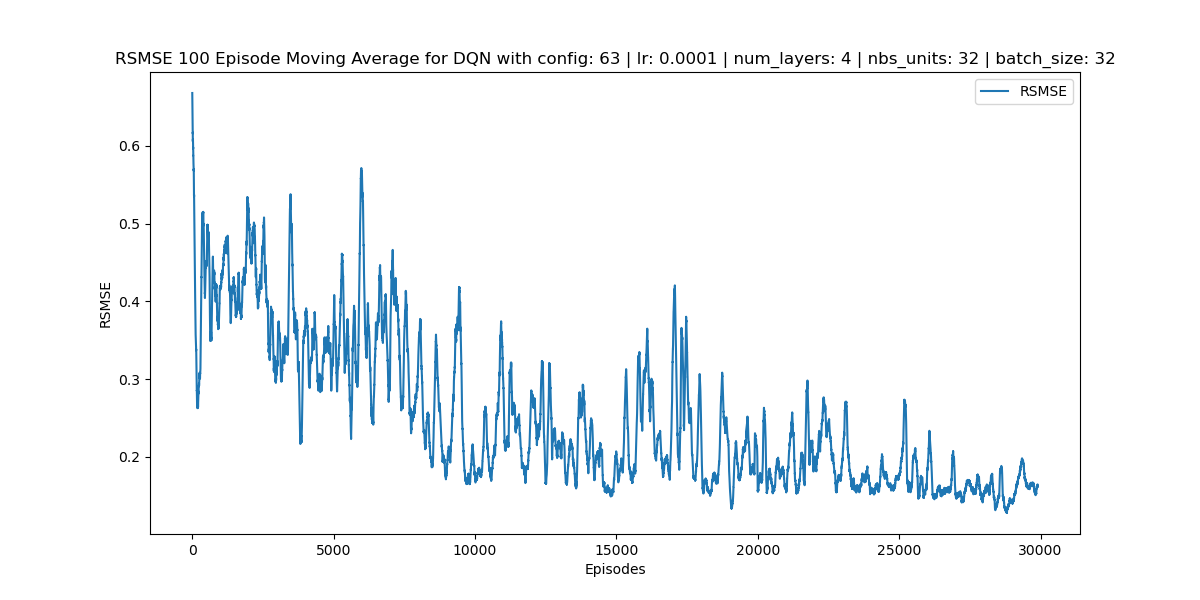 RSMSE 100 Episode Moving Average for DQN with config: 63 | lr: 0.0001 | num_layers: 4 | nbs_units: 32 | batch_size: 32
RSMSE
0.6
0.5
0.4
0.3
0.2
RSMSE
0 5000 10000 15000 20000 25000 30000
Episodes